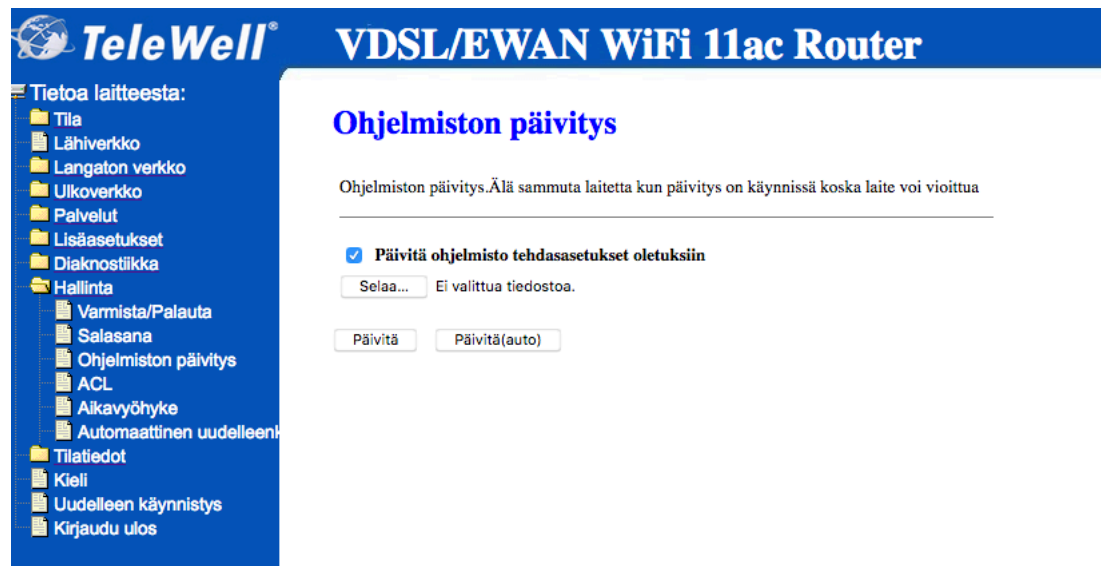 TeleWell®
VDSL/EWAN WiFi 11ac Router
Tietoa laitteesta:
Tila
Lähiverkko
Langaton verkko
Ulkoverkko
Palvelut
Lisäasetukset
Diaknostiikka
Hallinta
Varmista/Palauta
Salasana
Ohjelmiston päivitys
ACL
Aikavyöhyke
Automaattinen uudelleenk
Tilatiedot
Kieli
Uudelleen käynnistys
Kirjaudu ulos
Ohjelmiston päivitys
Ohjelmiston päivitys.Älä sammuta laitetta kun päivitys on käynnissä koska laite voi vioittua
Päivitä ohjelmisto tehdasasetukset oletuksiin
Selaa... Ei valittua tiedostoa.
Päivitä Päivitä(auto)